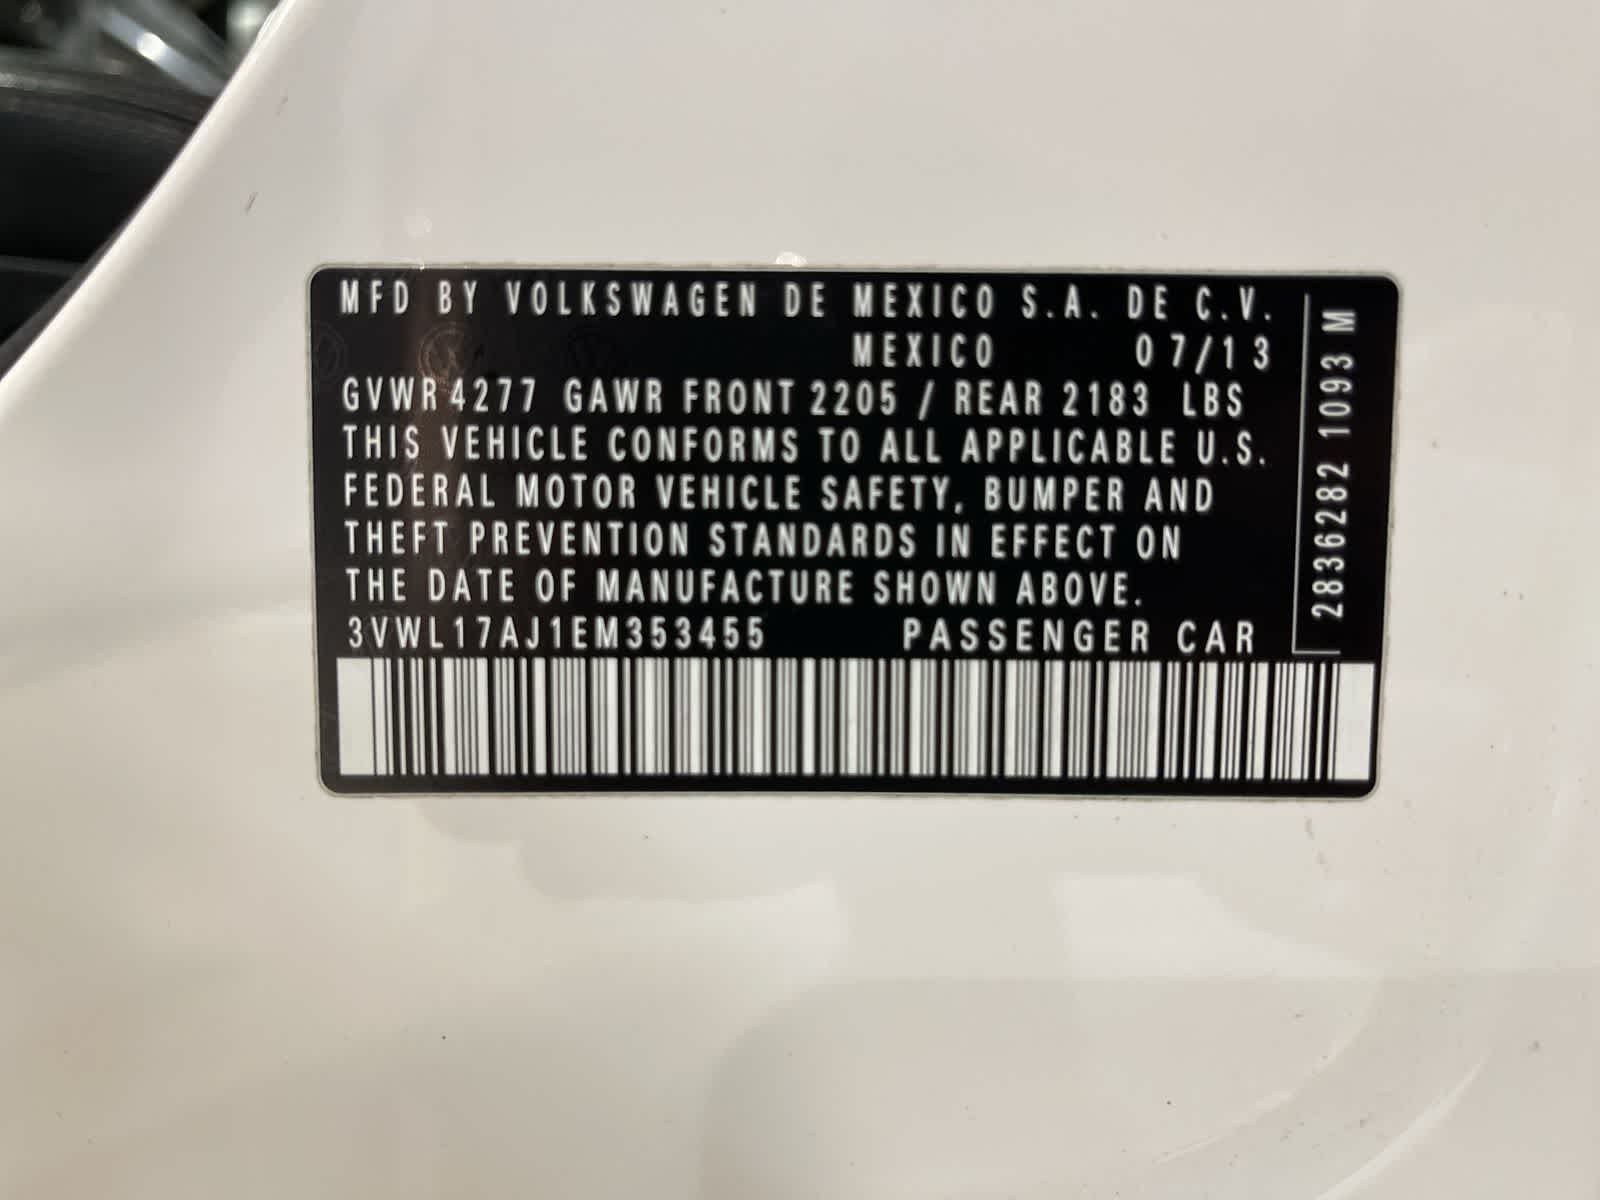 MFD BY VOLKSWAGEN DE MEXICO S.A. DE C.V.
MEXICO 07/13
GVWR 4277 GAWR FRONT 2205 / REAR 2183 LBS
THIS VEHICLE CONFORMS TO ALL APPLICABLE U.S.
FEDERAL MOTOR VEHICLE SAFETY, BUMPER AND
THEFT PREVENTION STANDARDS IN EFFECT ON
THE DATE OF MANUFACTURE SHOWN ABOVE.
3VWL17AJ1EM353455 PASSENGER CAR
2836282 1093 M